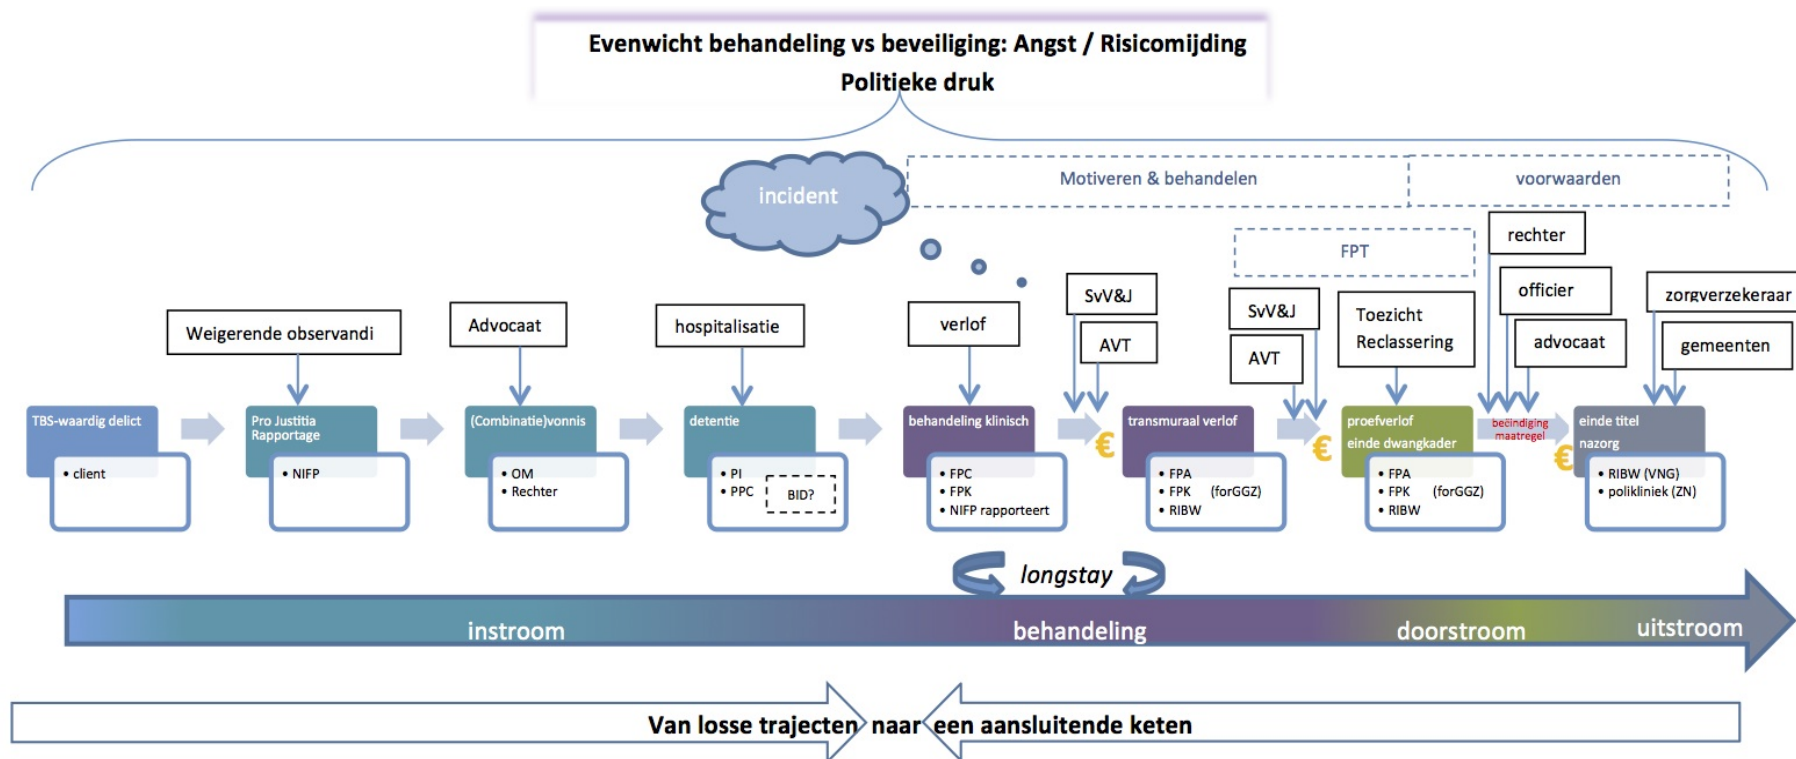 Evenwicht behandeling vs beveiliging: Angst / Risicomijding
Politieke druk
incident
Motiveren & behandelen
voorwaarden
FPT
rechter
officier
advocaat
zorgverzekeraar
gemeenten
Weigerende observandi
Advocaat
hospitalisatie
verlof
SvV&J
AVT
SvV&J
AVT
Toezicht
Reclassering
TBS-waardig delict
• client
Pro Justitia
Rapportage
• NIFP
(Combinatie)vonnis
• OM
• Rechter
detentie
• PI
• PPC
BID?
behandeling klinisch
• FPC
• FPK
• NIFP rapporteert
€
transmuraal verlof
• FPA
• FPK (forGGZ)
• RIBW
€
proefverlof
einde dwangkader
• FPA
• FPK (forGGZ)
• RIBW
beëindiging
maatregel
€
einde titel
nazorg
• RIBW (VNG)
• polikliniek (ZN)
longstay
instroom
behandeling
doorstroom
uitstroom
Van losse trajecten naar een aansluitende keten